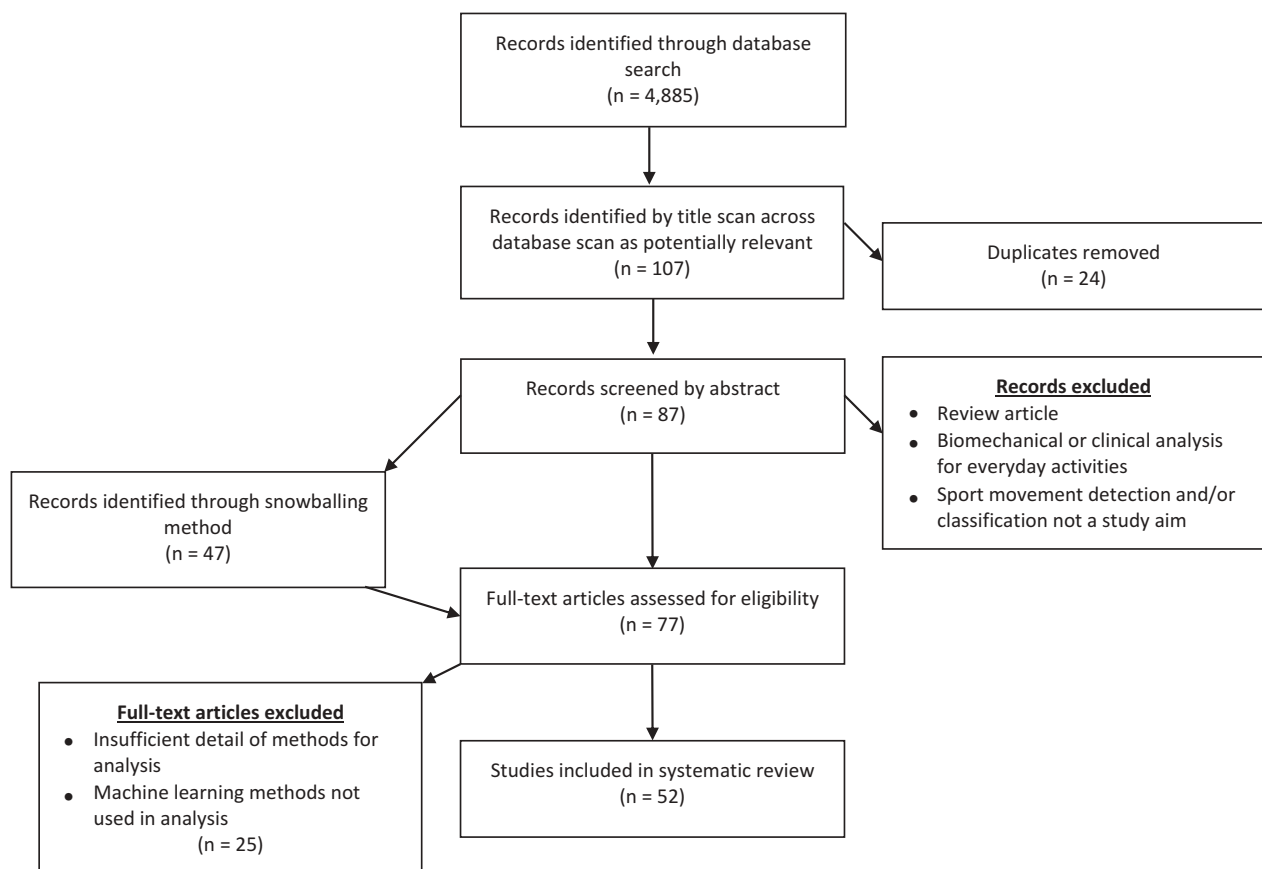 Records identified through database
search
(n = 4,885)
Records identified by title scan across
database scan as potentially relevant
(n = 107)
Duplicates removed
(n = 24)
Records screened by abstract
(n = 87)
Records excluded
• Review article
• Biomechanical or clinical analysis
for everyday activities
• Sport movement detection and/or
classification not a study aim
Records identified through snowballing
method
(n = 47)
Full-text articles assessed for eligibility
(n = 77)
Full-text articles excluded
• Insufficient detail of methods for
analysis
• Machine learning methods not
used in analysis
(n = 25)
Studies included in systematic review
(n = 52)